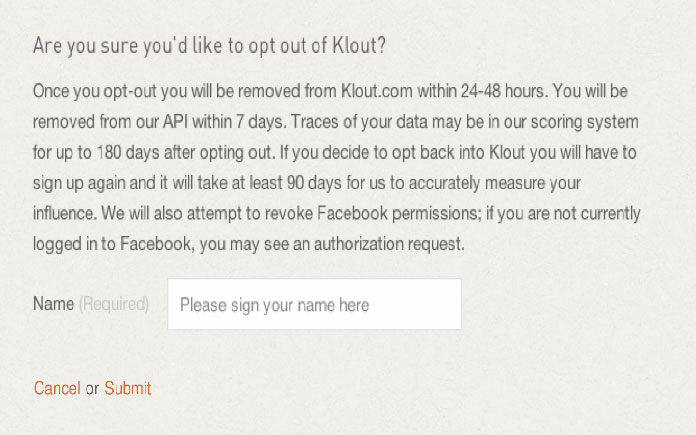 Are you sure you'd like to opt out of Klout?
Once you opt-out you will be removed from Klout.com within 24-48 hours. You will be
removed from our API within 7 days. Traces of your data may be in our scoring system
for up to 180 days after opting out. If you decide to opt back into Klout you will have to
sign up again and it will take at least 90 days for us to accurately measure your
influence. We will also attempt to revoke Facebook permissions; if you are not currently
logged in to Facebook, you may see an authorization request.
Name (Required) Please sign your name here
Cancel or Submit